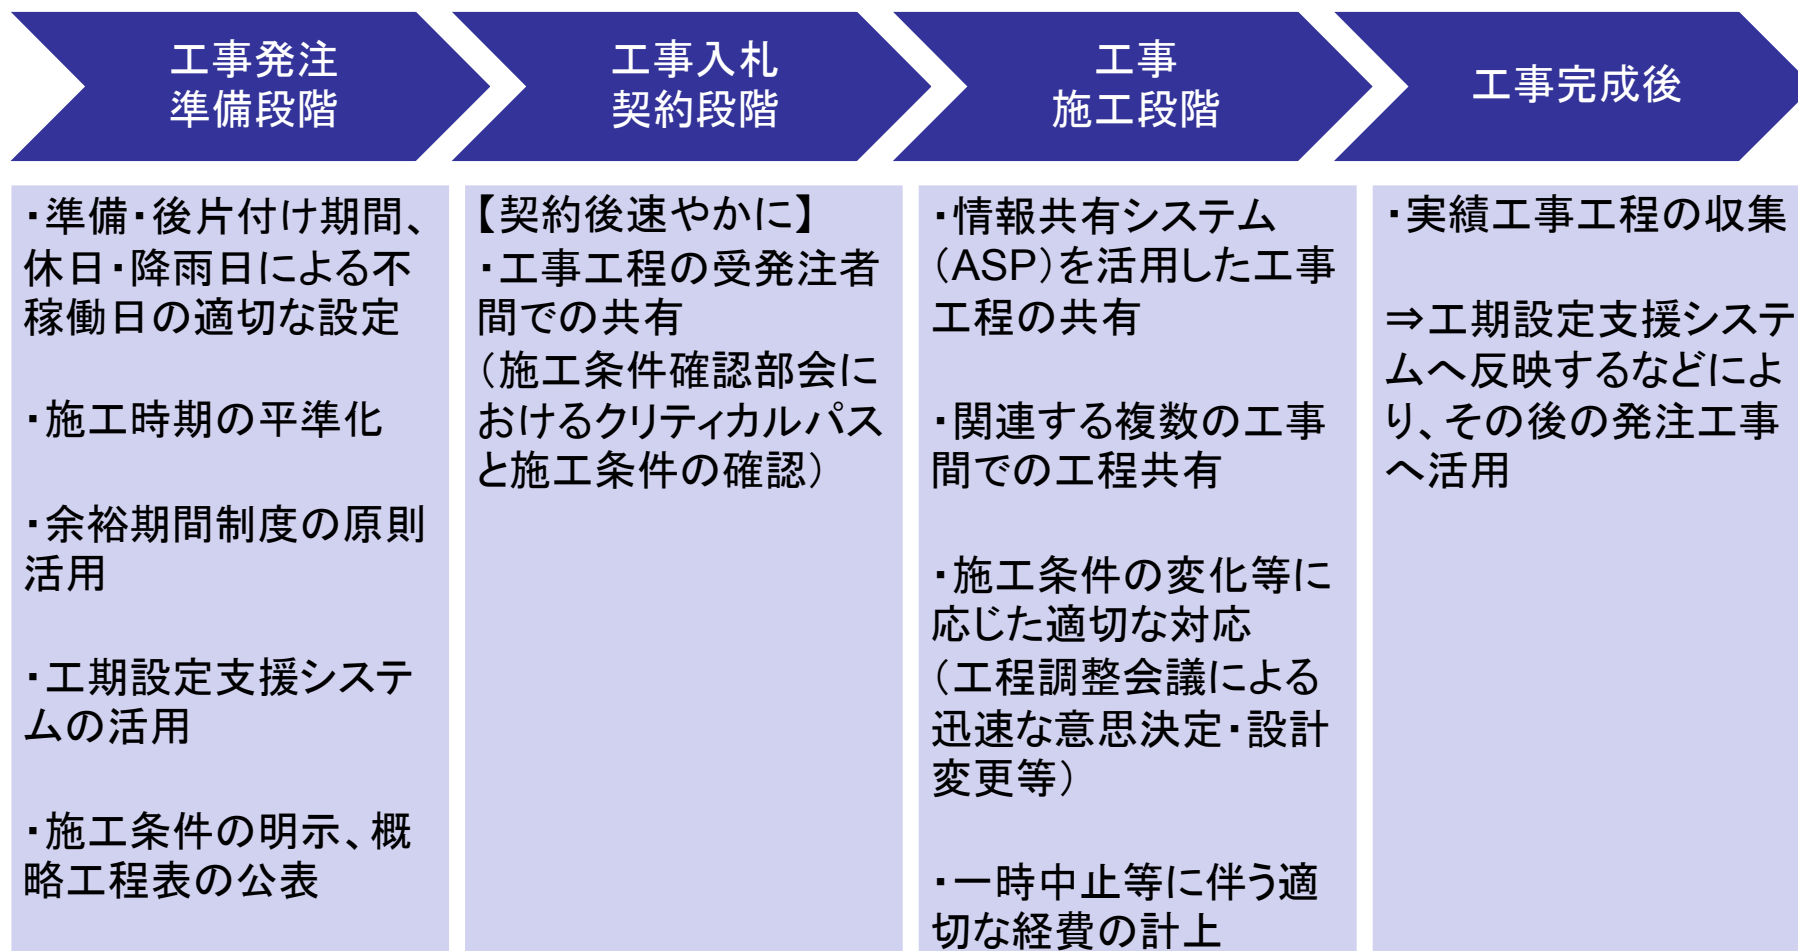 工事発注
準備段階
工事入札
契約段階
工事
施工段階
工事完成後
・準備・後片付け期間、
休日・降雨日による不
稼働日の適切な設定
・施工時期の平準化
・余裕期間制度の原則
活用
・工期設定支援システ
ムの活用
・施工条件の明示、概
略工程表の公表
【契約後速やかに】
・工事工程の受発注者
間での共有
（施工条件確認部会に
おけるクリティカルパス
と施工条件の確認）
・情報共有システム
（ASP）を活用した工事
工程の共有
・関連する複数の工事
間での工程共有
・施工条件の変化等に
応じた適切な対応
（工程調整会議による
迅速な意思決定・設計
変更等）
・一時中止等に伴う適
切な経費の計上
・実績工事工程の収集
⇒工期設定支援システ
ムへ反映するなどによ
り、その後の発注工事
へ活用